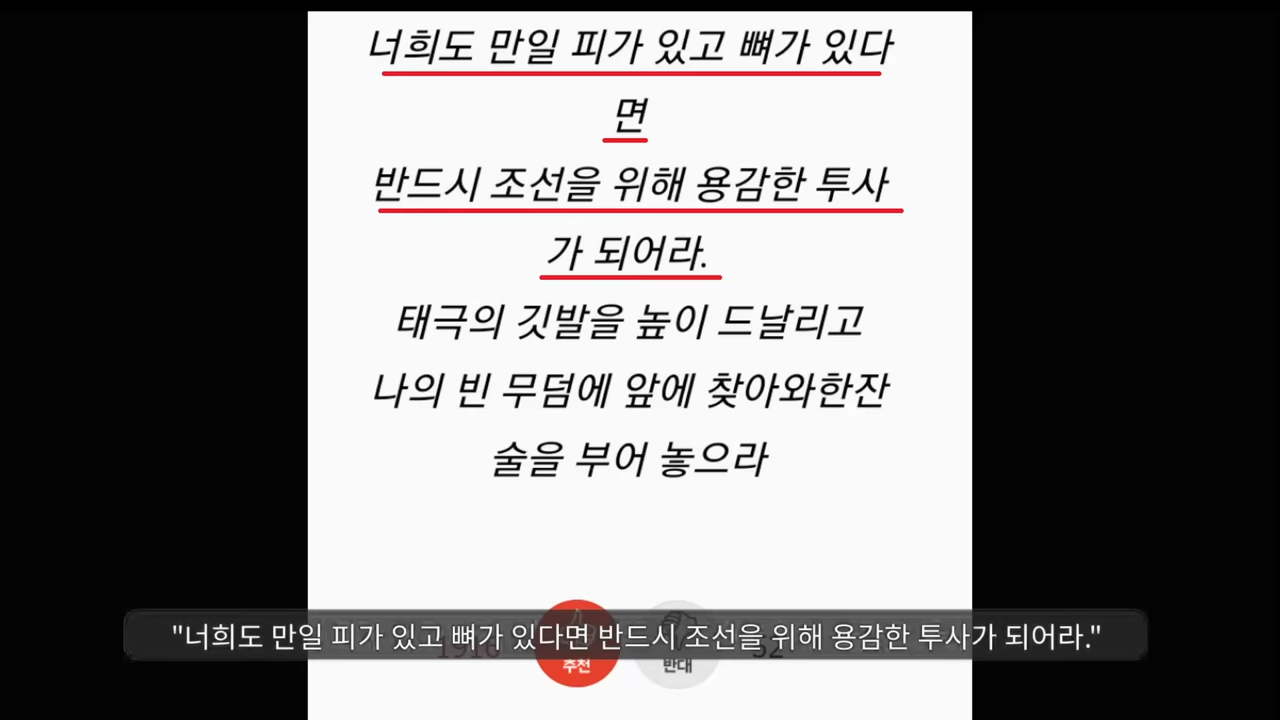 너희도 만일 피가 있고 뼈가 있다
면
반드시 조선을 위해 용감한 투사
가 되어라.
태극의 깃발을 높이 드날리고
나의 빈 무덤에 앞에 찾아와한잔
술을 부어 놓으라
"너희도 만일 피가 있고 뼈가 있다면 반드시 조선을 위해 용감한 투사가 되어라."
추천 반대